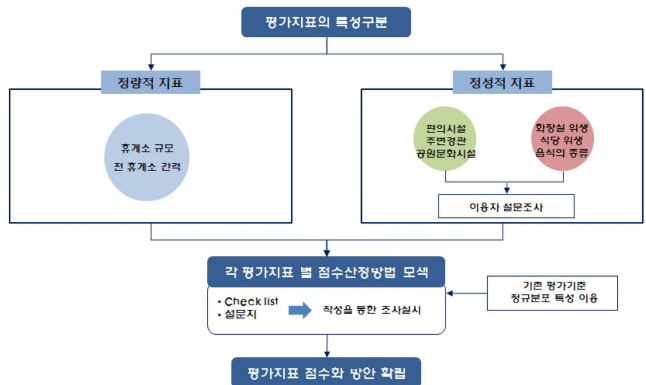 평가지표의 특성구분
정량적 지표
정성적 지표
휴게소 규모
전 휴게소 간격
편의시설
주변경관
공원문화시설
화장실 위생
식당 위생
음식의 종류
이용자 설문조사
각 평가지표 별 점수산정방법 모색
• Check list
• 설문지
작성을 통한 조사실시
기존 평가기준
정규분포 특성 이용
평가지표 점수화 방안 확립